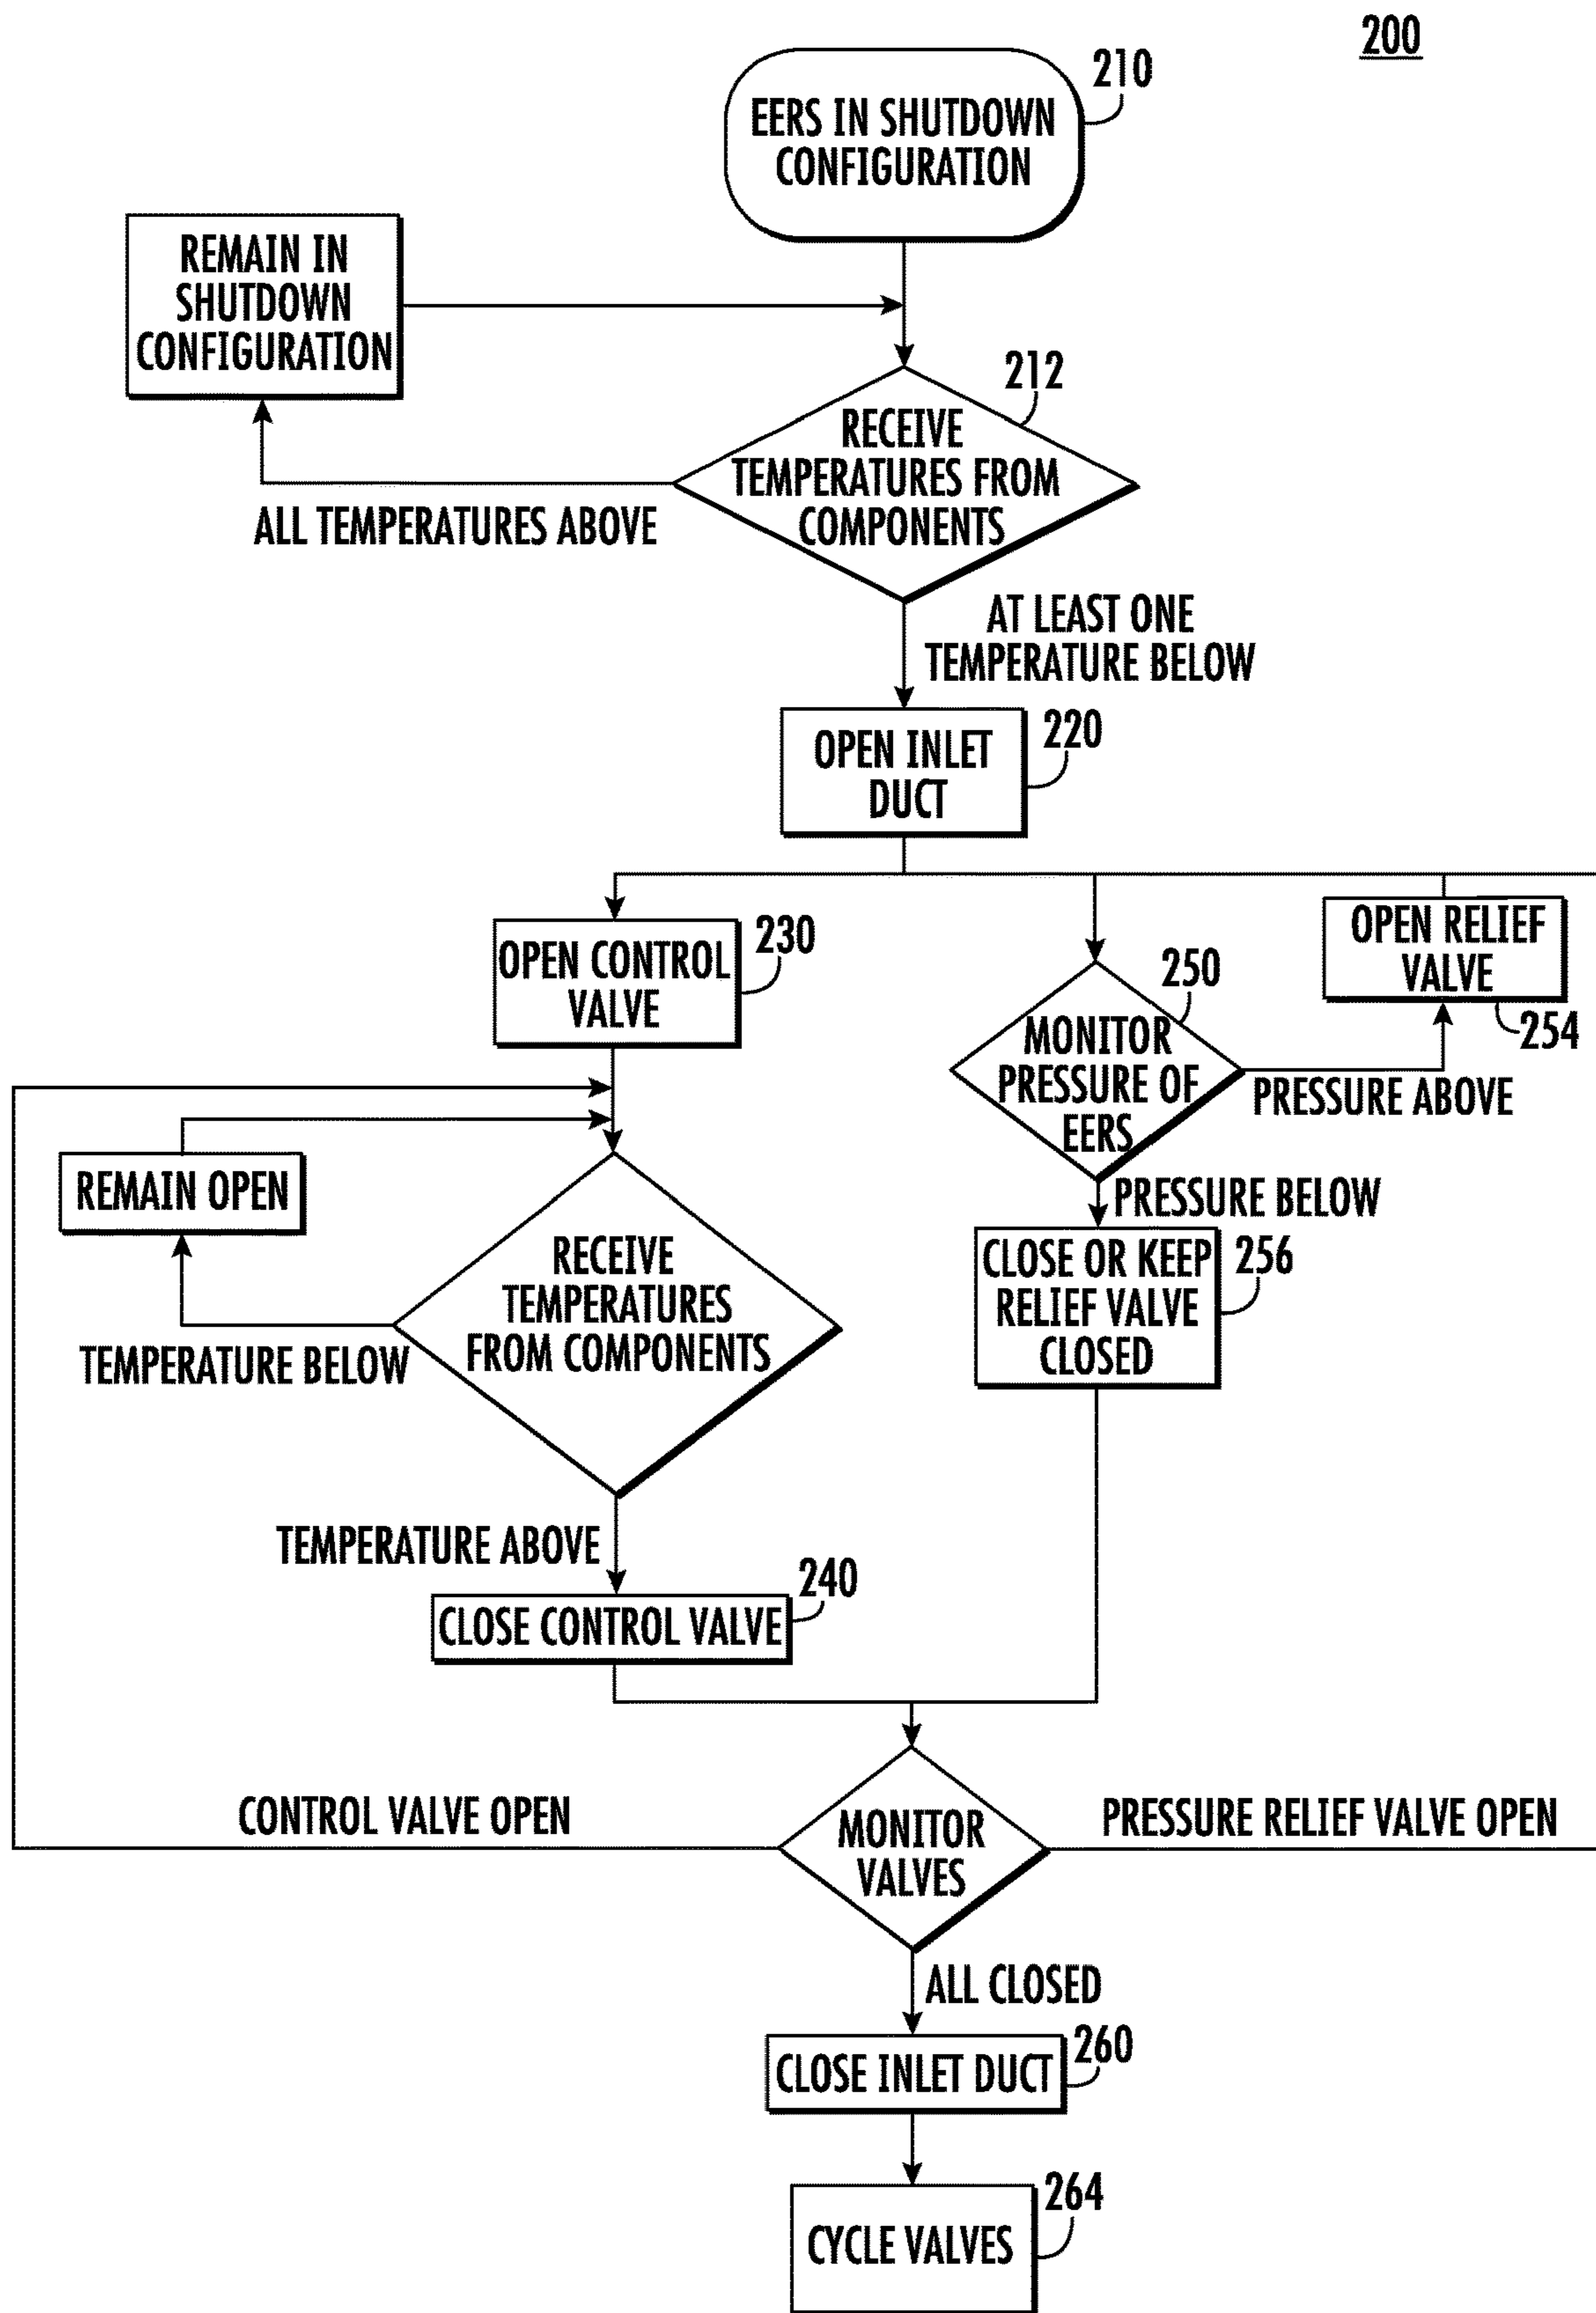 200
210
EERS IN SHUTDOWN
CONFIGURATION
REMAIN IN
SHUTDOWN
CONFIGURATION
212
RECEIVE
TEMPERATURES FROM
COMPONENTS
ALL TEMPERATURES ABOVE
AT LEAST ONE
TEMPERATURE BELOW
220
OPEN INLET
DUCT
230
OPEN CONTROL
VALVE
250
MONITOR
PRESSURE OF
EERS
OPEN RELIEF
VALVE
254
PRESSURE ABOVE
PRESSURE BELOW
REMAIN OPEN
RECEIVE
TEMPERATURES
FROM COMPONENTS
TEMPERATURE BELOW
CLOSE OR KEEP
RELIEF VALVE
CLOSED
256
TEMPERATURE ABOVE
240
CLOSE CONTROL VALVE
CONTROL VALVE OPEN
MONITOR
VALVES
PRESSURE RELIEF VALVE OPEN
ALL CLOSED
260
CLOSE INLET DUCT
264
CYCLE VALVES